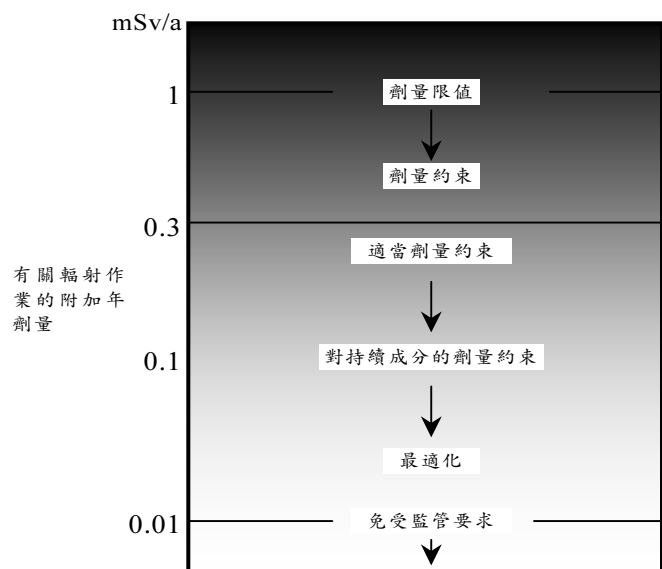 mSv/a
1
劑量限值
劑量約束
0.3
適當劑量約束
有關輻射作
業的附加年
劑量
0.1
對持續成分的劑量約束
最適化
0.01
免受監管要求